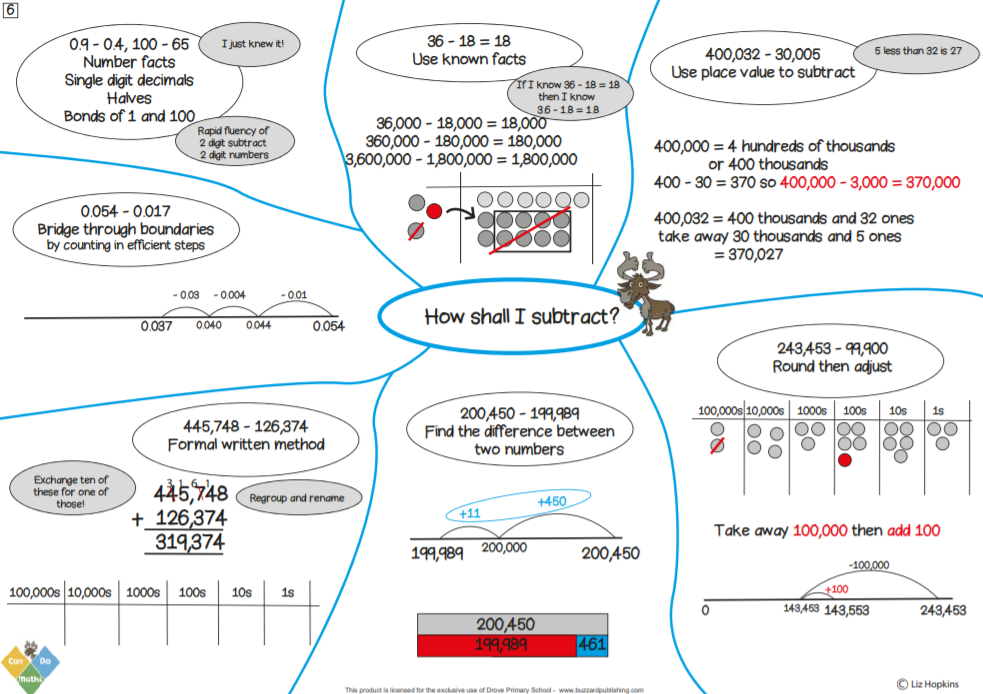 6
0.9 - 0.4, 100 - 65
Number facts
Single digit decimals
Halves
Bonds of 1 and 100
I just knew it!
Rapid fluency of
2 digit subtract
2 digit numbers
36 - 18 = 18
Use known facts
If I know 36 - 18 = 18
then I know
3.6 - 1.8 = 1.8
36,000 - 18,000 = 18,000
360,000 - 180,000 = 180,000
3,600,000 - 1,800,000 = 1,800,000
400,032 - 30,005
Use place value to subtract
5 less than 32 is 27
400,000 = 4 hundreds of thousands
or 400 thousands
400 - 30 = 370 so 400,000 - 3,000 = 370,000
400,032 = 400 thousands and 32 ones
take away 30 thousands and 5 ones
= 370,027
0.054 - 0.017
Bridge through boundaries
by counting in efficient steps
- 0.03
- 0.004
- 0.01
0.037
0.040
0.044
0.054
How shall I subtract?
243,453 - 99,900
Round then adjust
100,000s 10,000s 1000s 100s 10s 1s
Take away 100,000 then add 100
-100,000
+100
0
143,453
143,553
243,453
445,748 - 126,374
Formal written method
Exchange ten of
these for one of
those!
Regroup and rename
3 1 6 1
445,748
+ 126,374
319,374
100,000s 10,000s 1000s 100s 10s 1s
200,450 - 199,989
Find the difference between
two numbers
+11
+450
199,989
200,000
200,450
200,450
199,989
461
Can
Do
Maths
This product is licensed for the exclusive use of Drove Primary School - www.buzzardpublishing.com
© Liz Hopkins